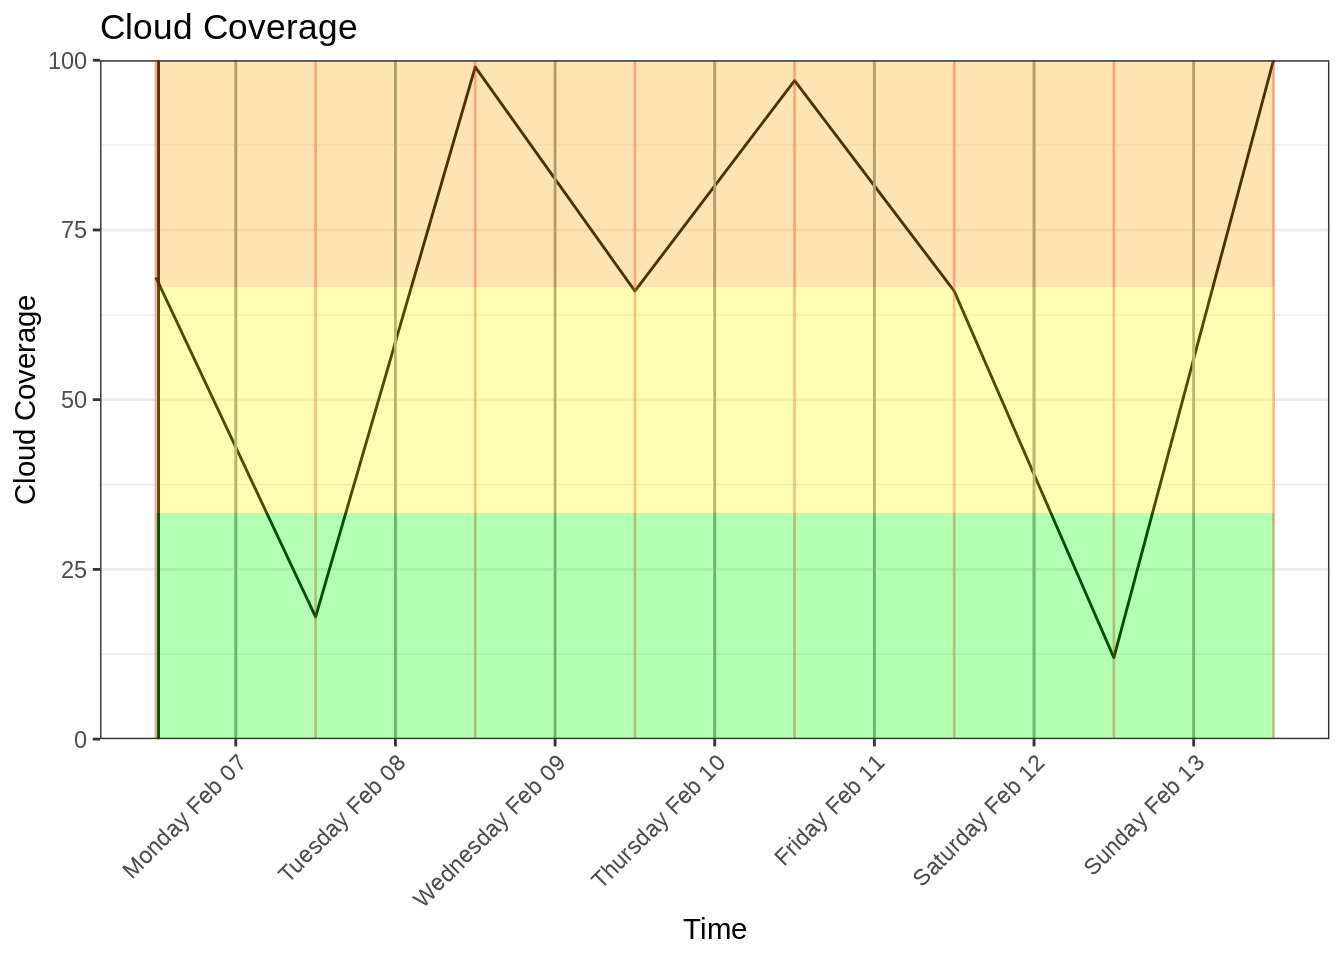 Cloud Coverage
100
75
50
25
0
Cloud Coverage
Monday Feb 07
Tuesday Feb 08
Wednesday Feb 09
Thursday Feb 10
Friday Feb 11
Saturday Feb 12
Sunday Feb 13
Time